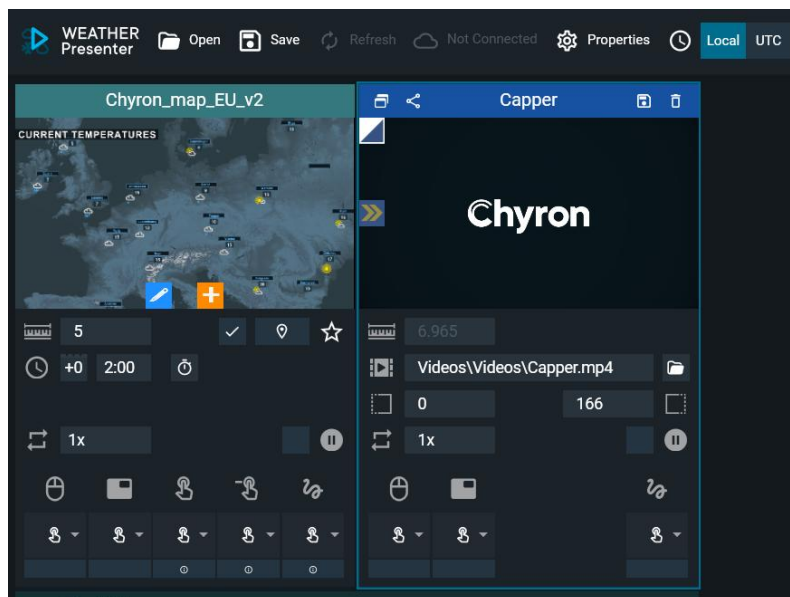 WEATHER
Presenter
Open
Save
Refresh
Not Connected
Properties
Local
UTC
Chyron_map_EU_v2
Capper
CURRENT TEMPERATURES
Chyron
5
6.965
+0
2:00
Videos\Videos\Capper.mp4
0
166
1x
1x